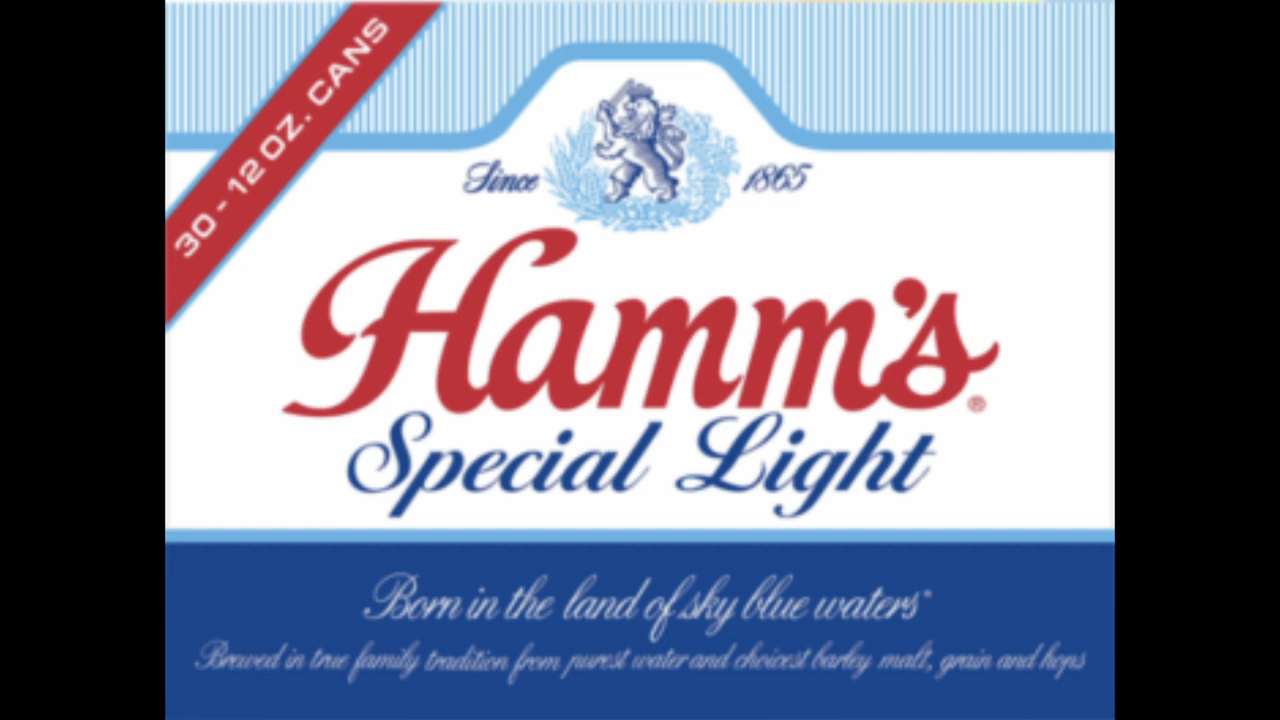 30 - 12 OZ. CANS
Since 1865
Hamm's®
Special Light
Born in the land of sky blue waters
Brewed in true family tradition from purest water and choicest barley malt, grain and hops